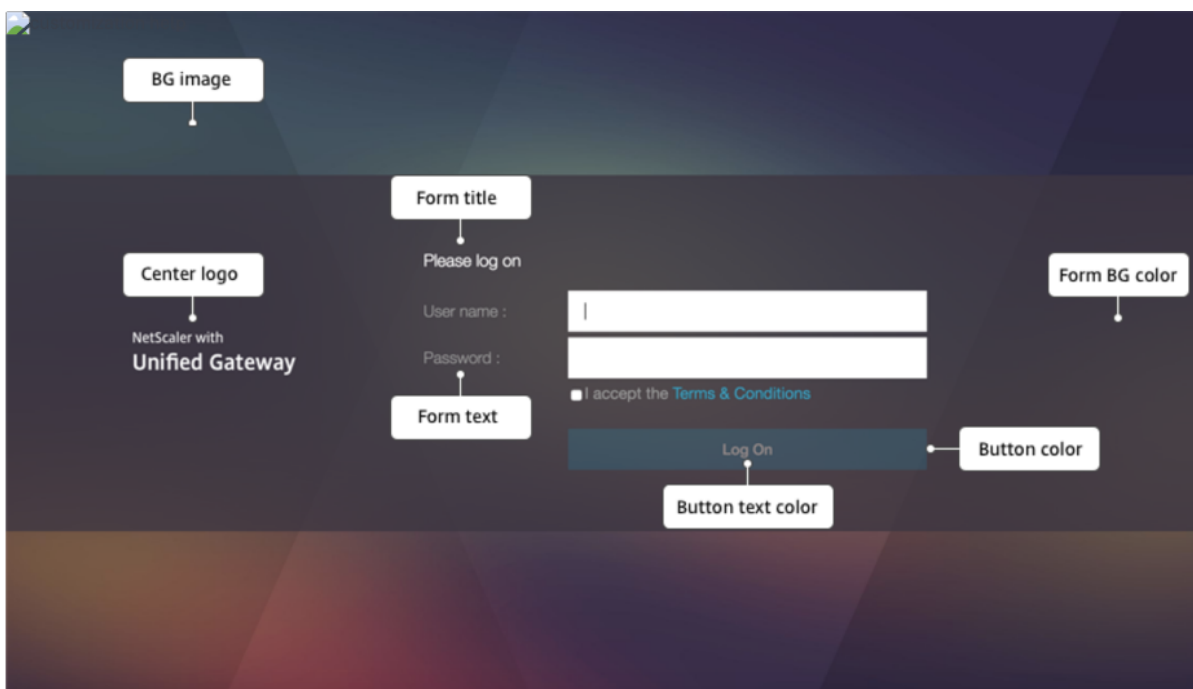 BG image
Form title
Please log on
Center logo
Form BG color
User name :
NetScaler with
Unified Gateway
Password :
I accept the Terms & Conditions
Form text
Log On
Button color
Button text color